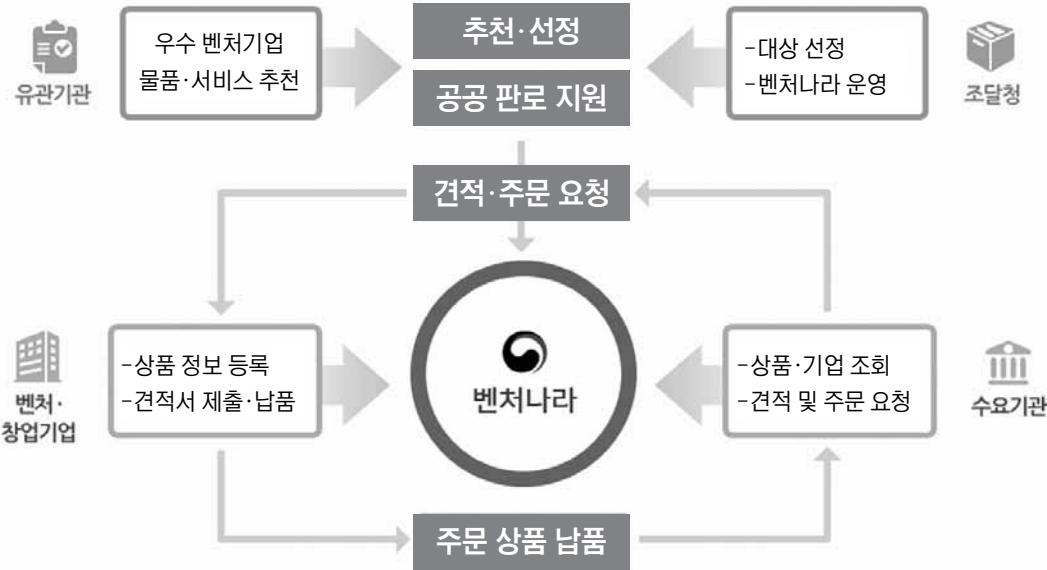 유관기관
우수 벤처기업
물품·서비스 추천
추천·선정
공공 판로 지원
-대상 선정
-벤처나라 운영
조달청
견적·주문 요청
벤처·
창업기업
-상품 정보 등록
-견적서 제출·납품
벤처나라
-상품·기업 조회
-견적 및 주문 요청
수요기관
주문 상품 납품